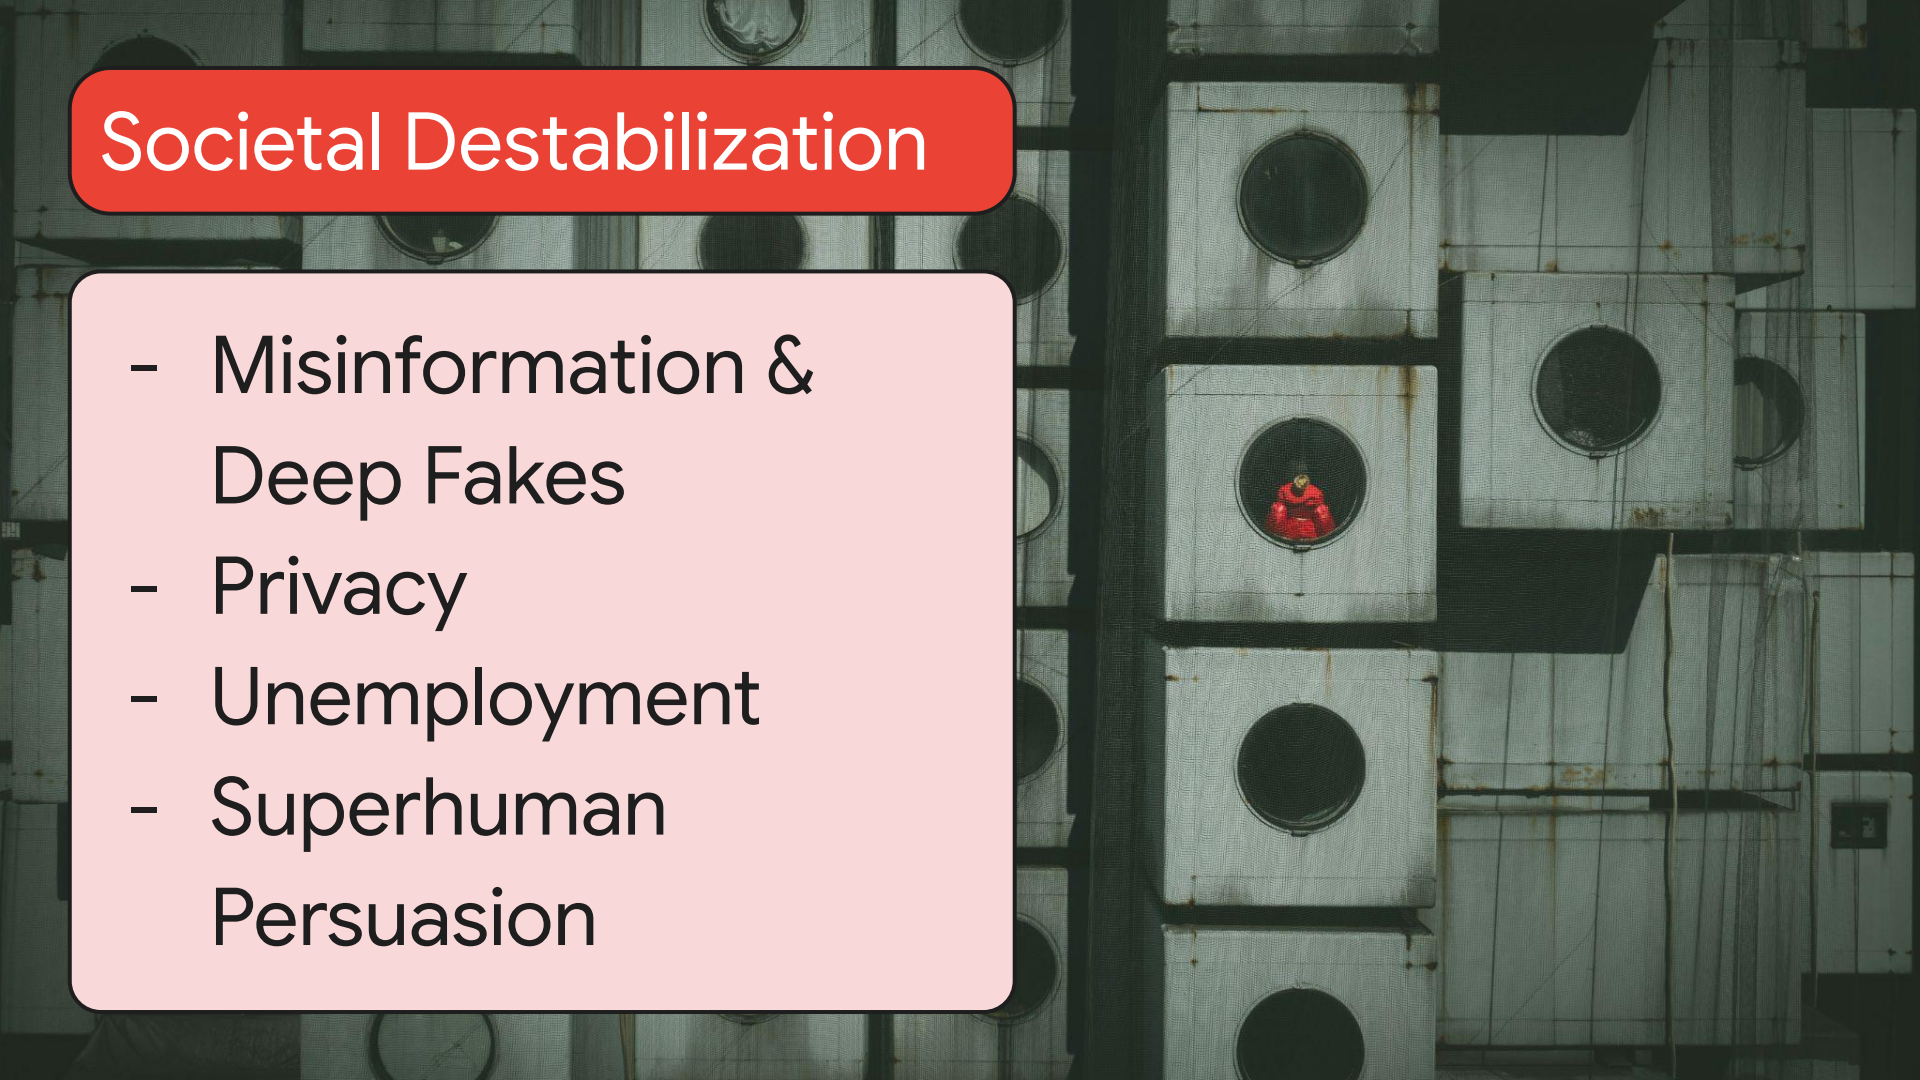 Societal Destabilization
- Misinformation &
Deep Fakes
- Privacy
- Unemployment
- Superhuman
Persuasion